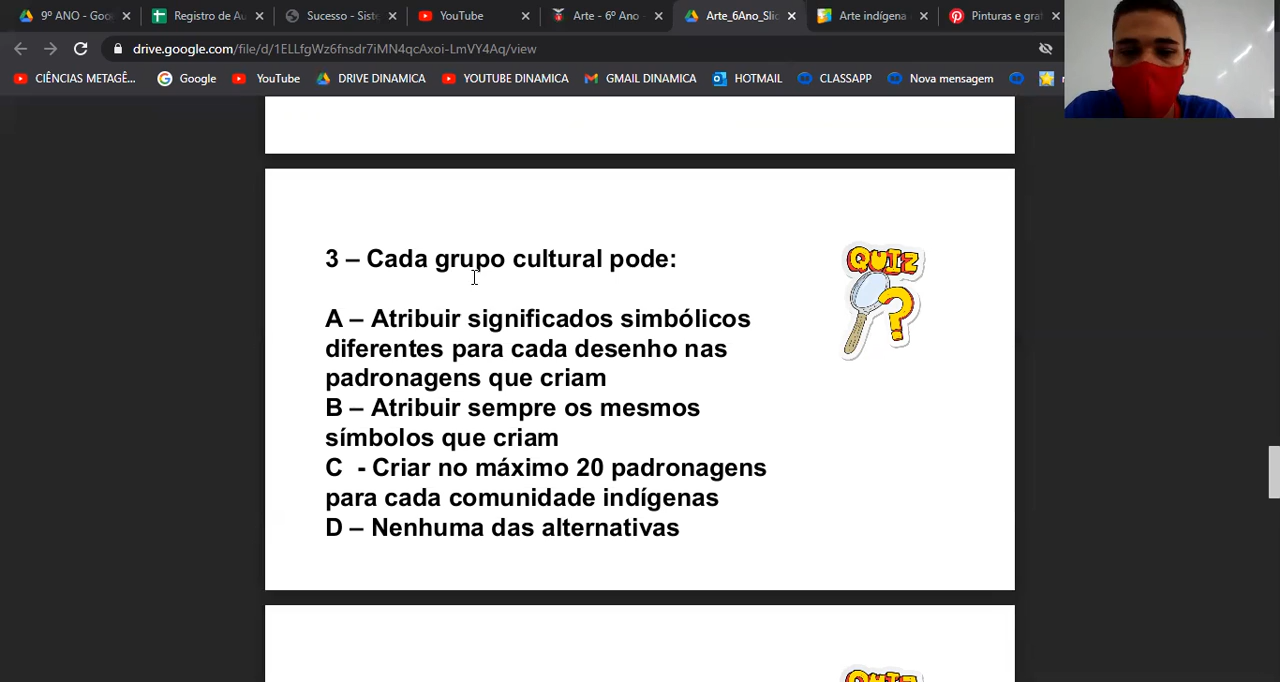 9º ANO - Goo
Registro de Au
Sucesso - Sist
YouTube
Arte - 6º Ano -
Arte_6Ano_Slid
Arte indígena
Pinturas e graf
drive.google.com/file/d/1ELLfgWz6fnsdr7iMN4qcAxoi-LmVY4Aq/view
CIÊNCIAS METAGÊ...
Google
YouTube
DRIVE DINAMICA
YOUTUBE DINAMICA
GMAIL DINAMICA
HOTMAIL
CLASSAPP
Nova mensagem
3 – Cada grupo cultural pode:
QUIZ
?
A – Atribuir significados simbólicos
diferentes para cada desenho nas
padronagens que criam
B – Atribuir sempre os mesmos
símbolos que criam
C - Criar no máximo 20 padronagens
para cada comunidade indígenas
D – Nenhuma das alternativas
QUIZ